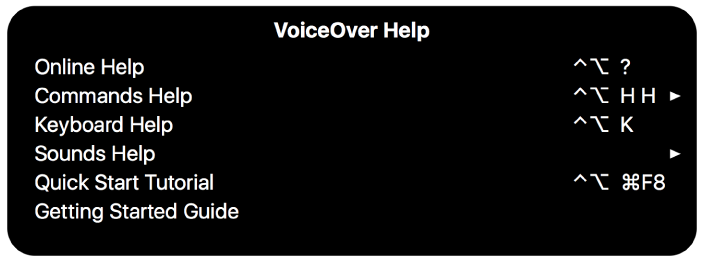 VoiceOver Help
Online Help ⌃⌥ ?
Commands Help ⌃⌥ H H ▶
Keyboard Help ⌃⌥ K
Sounds Help ▶
Quick Start Tutorial ⌃⌥ ⌘F8
Getting Started Guide